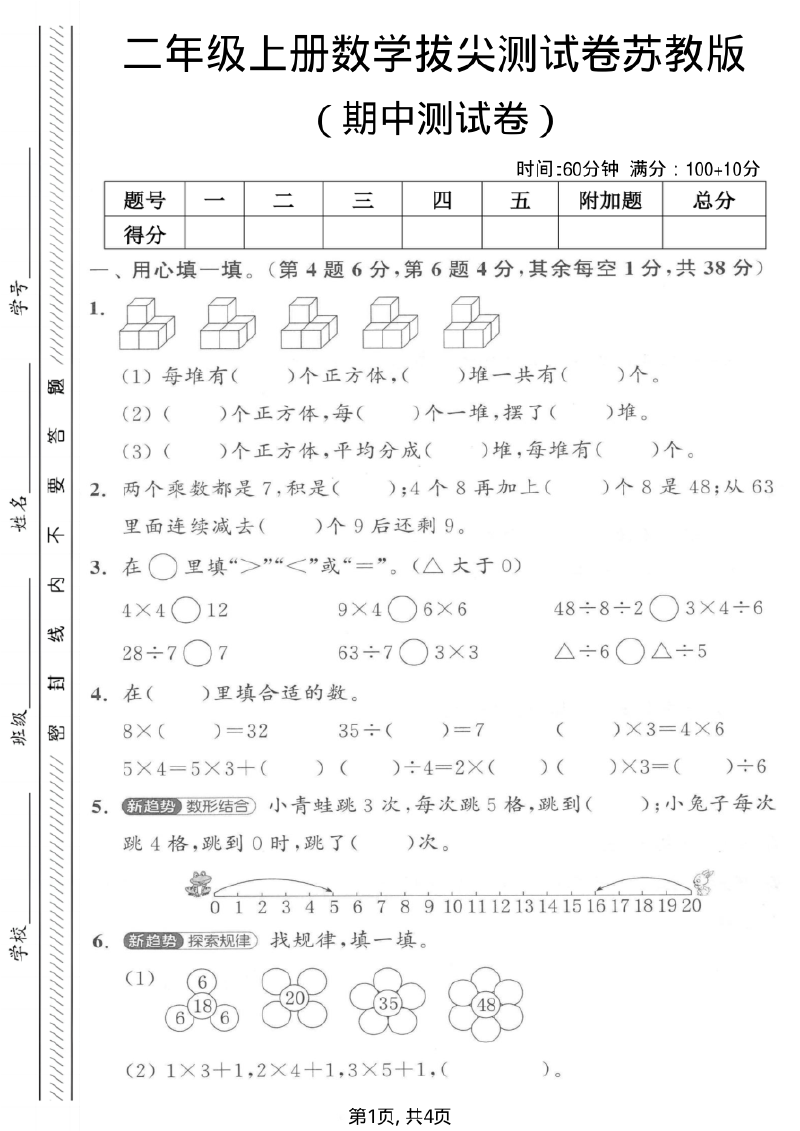 二年级上册数学拔尖测试卷苏教版
（期中测试卷）
时间:60分钟 满分：100+10分
题号 一 二 三 四 五 附加题 总分
得分
一、用心填一填。（第4题6分,第6题4分,其余每空1分,共38分）
1.
(1) 每堆有(　　)个正方体,(　　)堆一共有(　　)个。
(2) (　　)个正方体,每(　　)个一堆,摆了(　　)堆。
(3) (　　)个正方体,平均分成(　　)堆,每堆有(　　)个。
2. 两个乘数都是7,积是(　　);4个8再加上(　　)个8是48;从63
里面连续减去(　　)个9后还剩9。
3. 在○里填“>”“<”或“=”。(△大于0)
4×4○12　9×4○6×6　48÷8÷2○3×4÷6
28÷7○7　63÷7○3×3　△÷6○△÷5
4. 在(　　)里填合适的数。
8×(　　)=32　35÷(　　)=7　(　　)×3=4×6
5×4=5×3+(　　)　(　　)÷4=2×(　　)　(　　)×3=(　　)÷6
5. 新趋势 数形结合 小青蛙跳3次,每次跳5格,跳到(　　);小兔子每次
跳4格,跳到0时,跳了(　　)次。
0 1 2 3 4 5 6 7 8 9 10 11 12 13 14 15 16 17 18 19 20
6. 新趋势 探索规律 找规律,填一填。
(1)
6
18
6 6
20
35
48
(2) 1×3+1,2×4+1,3×5+1,(　　　　)。
第1页, 共4页
学校 班级 姓名 学号
密 封 线 内 不 要 答 题